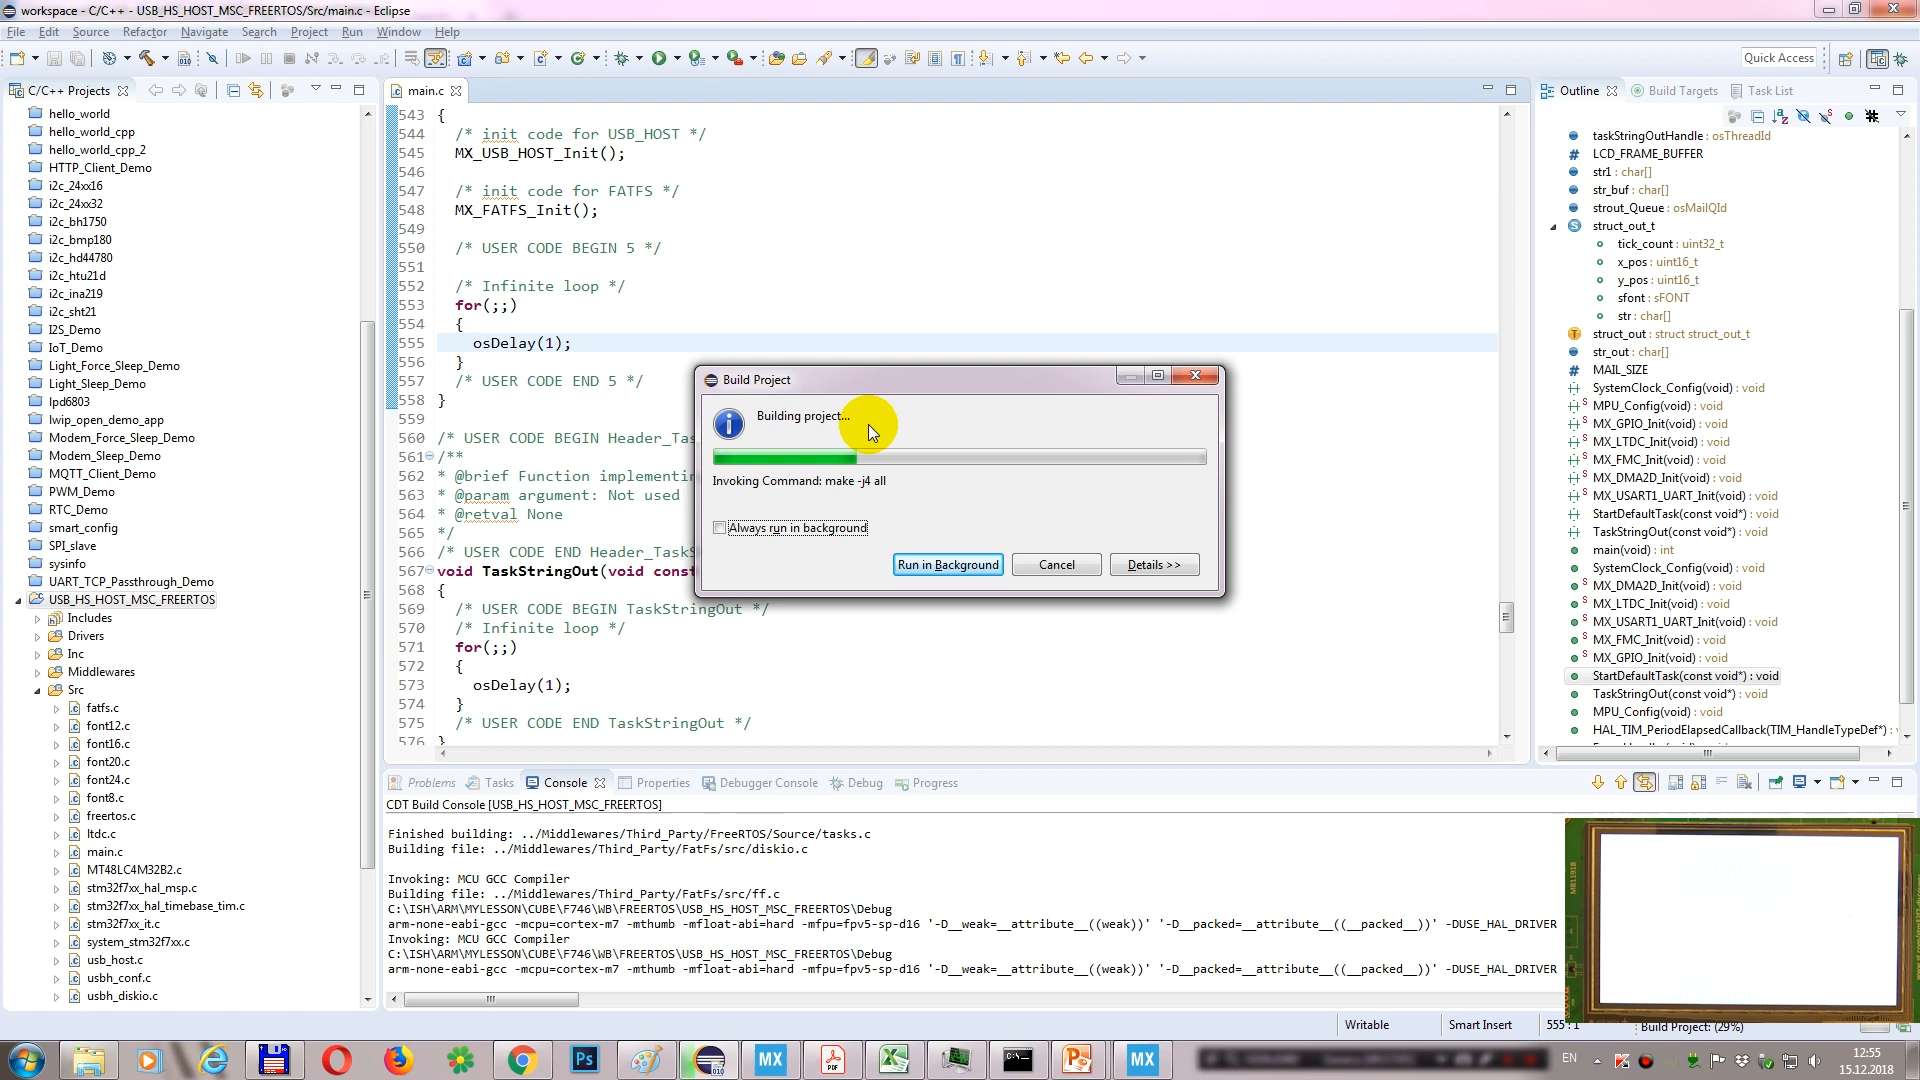 workspace - C/C++ - USB_HS_HOST_MSC_FREERTOS/Src/main.c - Eclipse
File Edit Source Refactor Navigate Search Project Run Window Help
Quick Access
C/C++ Projects
hello_world
hello_world_cpp
hello_world_cpp_2
HTTP_Client_Demo
i2c_24xx16
i2c_24xx32
i2c_bh1750
i2c_bmp180
i2c_hd44780
i2c_htu21d
i2c_ina219
i2c_sht21
I2S_Demo
IoT_Demo
Light_Force_Sleep_Demo
Light_Sleep_Demo
lpd6803
lwip_open_demo_app
Modem_Force_Sleep_Demo
Modem_Sleep_Demo
MQTT_Client_Demo
PWM_Demo
RTC_Demo
smart_config
SPI_slave
sysinfo
UART_TCP_Passthrough_Demo
USB_HS_HOST_MSC_FREERTOS
Includes
Drivers
Inc
Middlewares
Src
fatfs.c
font12.c
font16.c
font20.c
font24.c
font8.c
freertos.c
ltdc.c
main.c
MT48LC4M32B2.c
stm32f7xx_hal_msp.c
stm32f7xx_hal_timebase_tim.c
stm32f7xx_it.c
system_stm32f7xx.c
usb_host.c
usbh_conf.c
usbh_diskio.c
main.c
543 {
544 /* init code for USB_HOST */
545 MX_USB_HOST_Init();
546
547 /* init code for FATFS */
548 MX_FATFS_Init();
549
550 /* USER CODE BEGIN 5 */
551
552 /* Infinite loop */
553 for(;;)
554 {
555 osDelay(1);
556 }
557 /* USER CODE END 5 */
558 }
559
560 /* USER CODE BEGIN Header_Tas
561 /**
562 * @brief Function implementin
563 * @param argument: Not used
564 * @retval None
565 */
566 /* USER CODE END Header_TaskS
567 void TaskStringOut(void const
568 {
569 /* USER CODE BEGIN TaskStringOut */
570 /* Infinite loop */
571 for(;;)
572 {
573 osDelay(1);
574 }
575 /* USER CODE END TaskStringOut */
576 }
Build Project
Building project...
Invoking Command: make -j4 all
Always run in background
Run in Background Cancel Details >>
Outline Build Targets Task List
taskStringOutHandle : osThreadId
LCD_FRAME_BUFFER
str1 : char[]
str_buf : char[]
strout_Queue : osMailQId
struct_out_t
tick_count : uint32_t
x_pos : uint16_t
y_pos : uint16_t
sfont : sFONT
str : char[]
struct_out : struct struct_out_t
str_out : char[]
MAIL_SIZE
SystemClock_Config(void) : void
MPU_Config(void) : void
MX_GPIO_Init(void) : void
MX_LTDC_Init(void) : void
MX_FMC_Init(void) : void
MX_DMA2D_Init(void) : void
MX_USART1_UART_Init(void) : void
StartDefaultTask(const void*) : void
TaskStringOut(const void*) : void
main(void) : int
SystemClock_Config(void) : void
MX_DMA2D_Init(void) : void
MX_LTDC_Init(void) : void
MX_USART1_UART_Init(void) : void
MX_FMC_Init(void) : void
MX_GPIO_Init(void) : void
StartDefaultTask(const void*) : void
TaskStringOut(const void*) : void
MPU_Config(void) : void
HAL_TIM_PeriodElapsedCallback(TIM_HandleTypeDef*) :
Problems Tasks Console Properties Debugger Console Debug Progress
CDT Build Console [USB_HS_HOST_MSC_FREERTOS]
Finished building: ../Middlewares/Third_Party/FreeRTOS/Source/tasks.c
Building file: ../Middlewares/Third_Party/FatFs/src/diskio.c
Invoking: MCU GCC Compiler
Building file: ../Middlewares/Third_Party/FatFs/src/ff.c
C:\ISH\ARM\MYLESSON\CUBE\F746\WB\FREERTOS\USB_HS_HOST_MSC_FREERTOS\Debug
arm-none-eabi-gcc -mcpu=cortex-m7 -mthumb -mfloat-abi=hard -mfpu=fpv5-sp-d16 '-D__weak=__attribute__((weak))' '-D__packed=__attribute__((__packed__))' -DUSE_HAL_DRIVER
Invoking: MCU GCC Compiler
C:\ISH\ARM\MYLESSON\CUBE\F746\WB\FREERTOS\USB_HS_HOST_MSC_FREERTOS\Debug
arm-none-eabi-gcc -mcpu=cortex-m7 -mthumb -mfloat-abi=hard -mfpu=fpv5-sp-d16 '-D__weak=__attribute__((weak))' '-D__packed=__attribute__((__packed__))' -DUSE_HAL_DRIVER
MB1191B
Writable Smart Insert 555 : 1 Build Project: (29%)
EN 12:55
15.12.2018